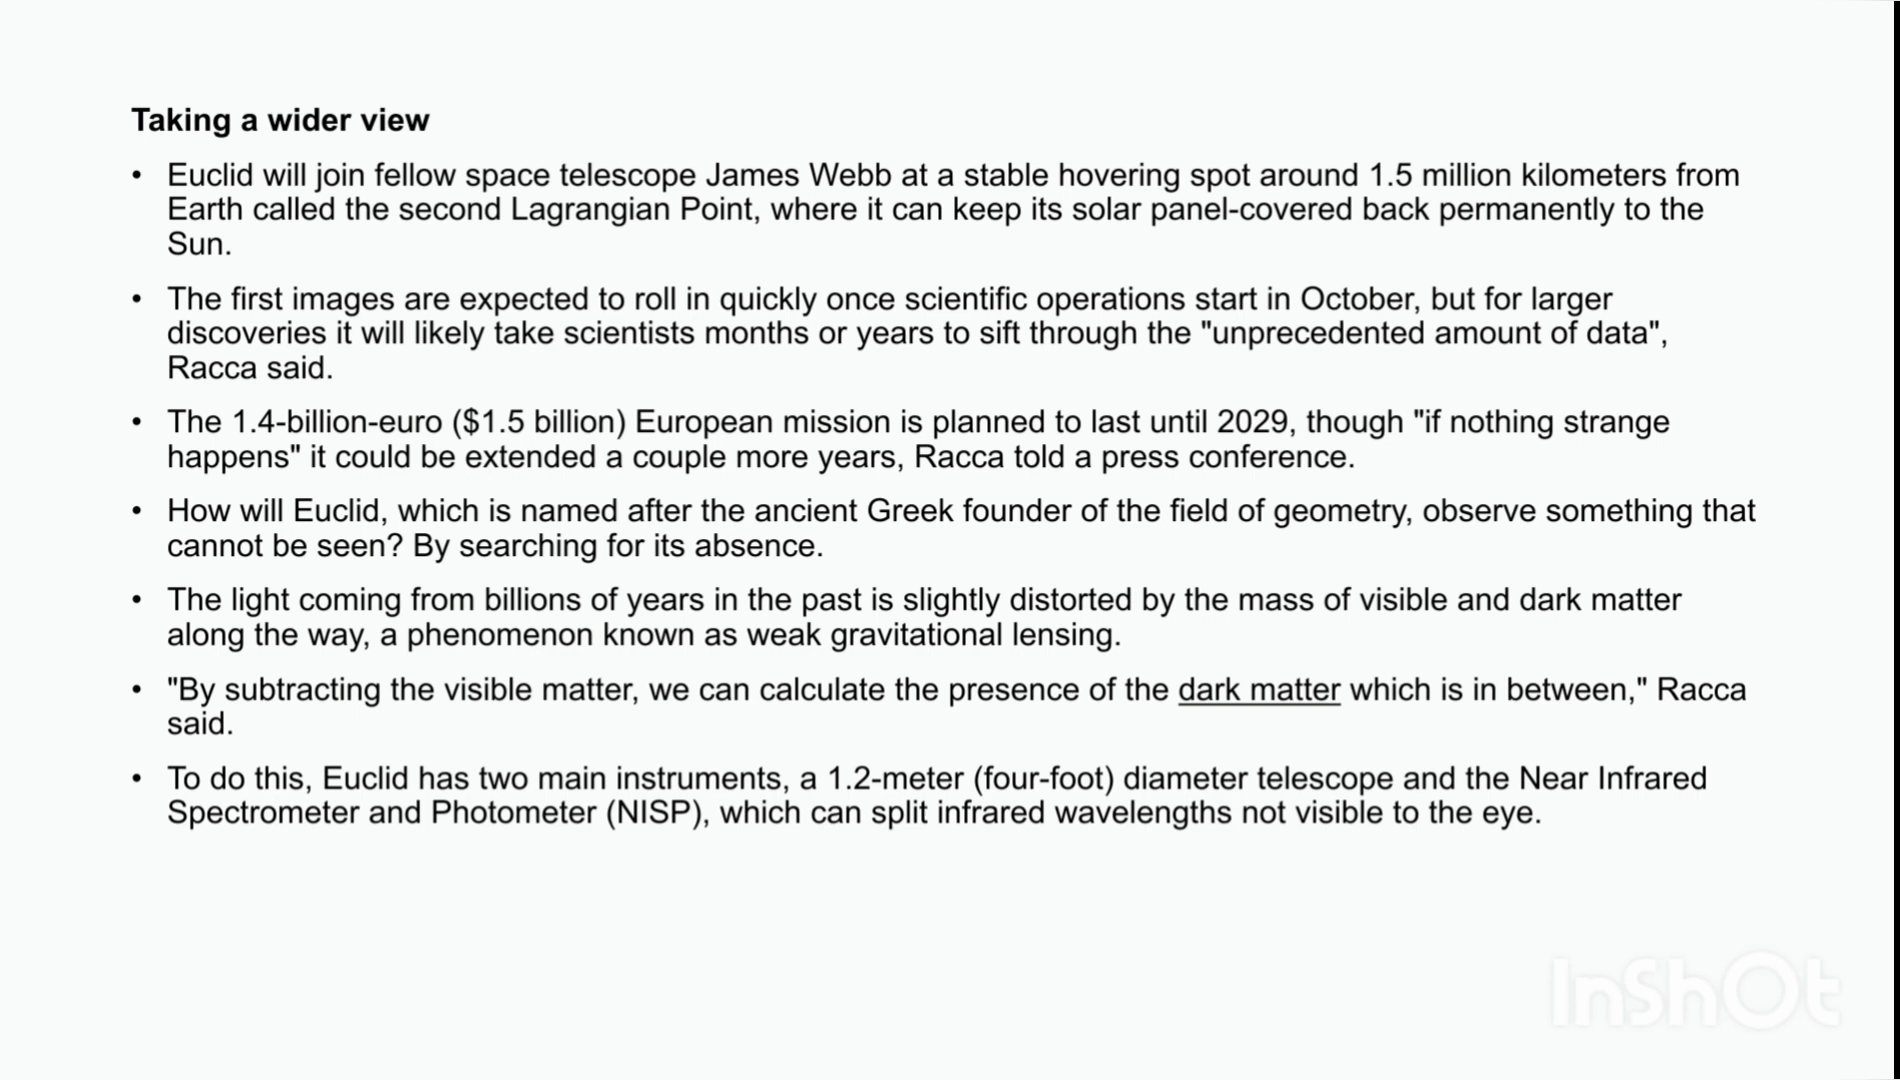 Taking a wider view
• Euclid will join fellow space telescope James Webb at a stable hovering spot around 1.5 million kilometers from
Earth called the second Lagrangian Point, where it can keep its solar panel-covered back permanently to the
Sun.
• The first images are expected to roll in quickly once scientific operations start in October, but for larger
discoveries it will likely take scientists months or years to sift through the "unprecedented amount of data",
Racca said.
• The 1.4-billion-euro ($1.5 billion) European mission is planned to last until 2029, though "if nothing strange
happens" it could be extended a couple more years, Racca told a press conference.
• How will Euclid, which is named after the ancient Greek founder of the field of geometry, observe something that
cannot be seen? By searching for its absence.
• The light coming from billions of years in the past is slightly distorted by the mass of visible and dark matter
along the way, a phenomenon known as weak gravitational lensing.
• "By subtracting the visible matter, we can calculate the presence of the dark matter which is in between," Racca
said.
• To do this, Euclid has two main instruments, a 1.2-meter (four-foot) diameter telescope and the Near Infrared
Spectrometer and Photometer (NISP), which can split infrared wavelengths not visible to the eye.
InShOt